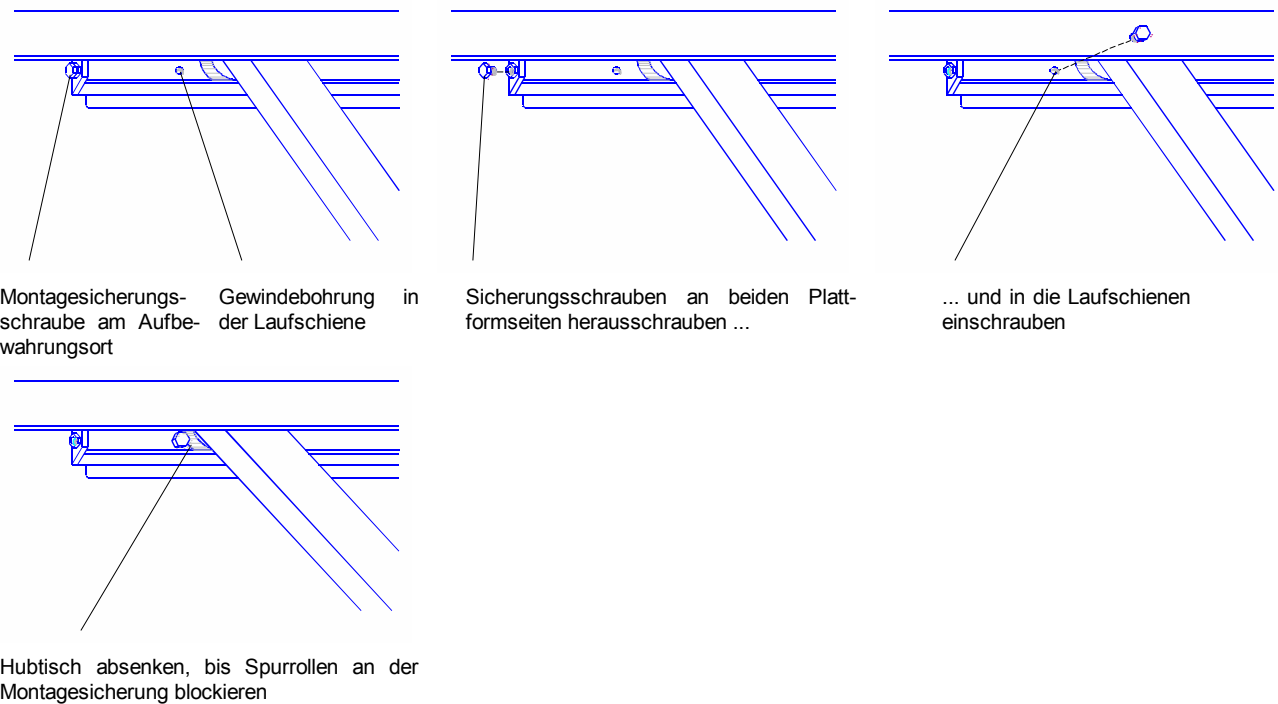 Montagesicherungs-
schraube am Aufbe-
wahrungsort
Gewindebohrung in
der Laufschiene
Sicherungsschrauben an beiden Platt-
formseiten herausschrauben ...
... und in die Laufschienen
einschrauben
Hubtisch absenken, bis Spurrollen an der
Montagesicherung blockieren